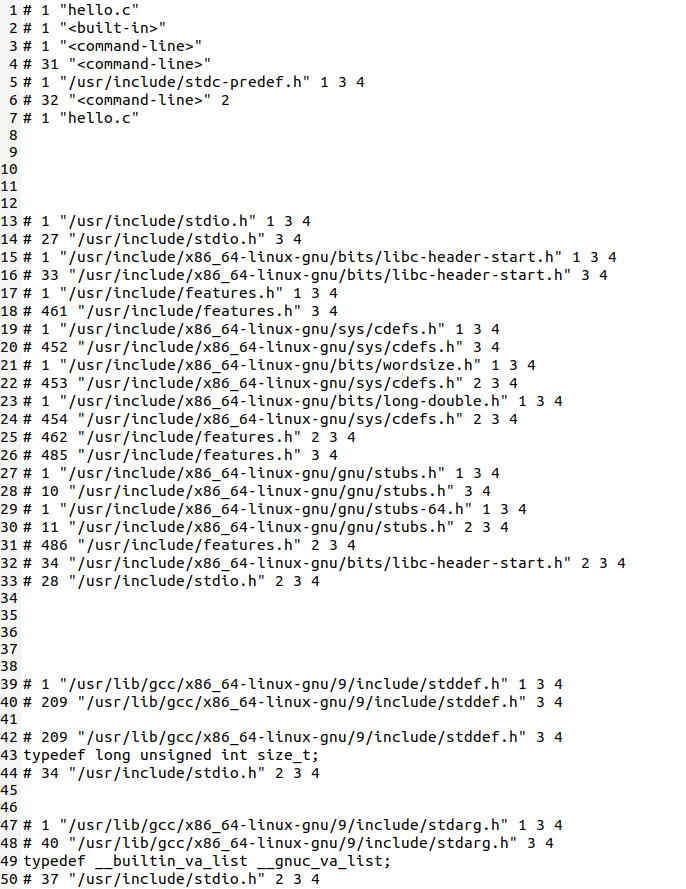 1 # 1 "hello.c"
2 # 1 "<built-in>"
3 # 1 "<command-line>"
4 # 31 "<command-line>"
5 # 1 "/usr/include/stdc-predef.h" 1 3 4
6 # 32 "<command-line>" 2
7 # 1 "hello.c"
8
9
10
11
12
13 # 1 "/usr/include/stdio.h" 1 3 4
14 # 27 "/usr/include/stdio.h" 3 4
15 # 1 "/usr/include/x86_64-linux-gnu/bits/libc-header-start.h" 1 3 4
16 # 33 "/usr/include/x86_64-linux-gnu/bits/libc-header-start.h" 3 4
17 # 1 "/usr/include/features.h" 1 3 4
18 # 461 "/usr/include/features.h" 3 4
19 # 1 "/usr/include/x86_64-linux-gnu/sys/cdefs.h" 1 3 4
20 # 452 "/usr/include/x86_64-linux-gnu/sys/cdefs.h" 3 4
21 # 1 "/usr/include/x86_64-linux-gnu/bits/wordsize.h" 1 3 4
22 # 453 "/usr/include/x86_64-linux-gnu/sys/cdefs.h" 2 3 4
23 # 1 "/usr/include/x86_64-linux-gnu/bits/long-double.h" 1 3 4
24 # 454 "/usr/include/x86_64-linux-gnu/sys/cdefs.h" 2 3 4
25 # 462 "/usr/include/features.h" 2 3 4
26 # 485 "/usr/include/features.h" 3 4
27 # 1 "/usr/include/x86_64-linux-gnu/gnu/stubs.h" 1 3 4
28 # 10 "/usr/include/x86_64-linux-gnu/gnu/stubs.h" 3 4
29 # 1 "/usr/include/x86_64-linux-gnu/gnu/stubs-64.h" 1 3 4
30 # 11 "/usr/include/x86_64-linux-gnu/gnu/stubs.h" 2 3 4
31 # 486 "/usr/include/features.h" 2 3 4
32 # 34 "/usr/include/x86_64-linux-gnu/bits/libc-header-start.h" 2 3 4
33 # 28 "/usr/include/stdio.h" 2 3 4
34
35
36
37
38
39 # 1 "/usr/lib/gcc/x86_64-linux-gnu/9/include/stddef.h" 1 3 4
40 # 209 "/usr/lib/gcc/x86_64-linux-gnu/9/include/stddef.h" 3 4
41
42 # 209 "/usr/lib/gcc/x86_64-linux-gnu/9/include/stddef.h" 3 4
43 typedef long unsigned int size_t;
44 # 34 "/usr/include/stdio.h" 2 3 4
45
46
47 # 1 "/usr/lib/gcc/x86_64-linux-gnu/9/include/stdarg.h" 1 3 4
48 # 40 "/usr/lib/gcc/x86_64-linux-gnu/9/include/stdarg.h" 3 4
49 typedef __builtin_va_list __gnuc_va_list;
50 # 37 "/usr/include/stdio.h" 2 3 4